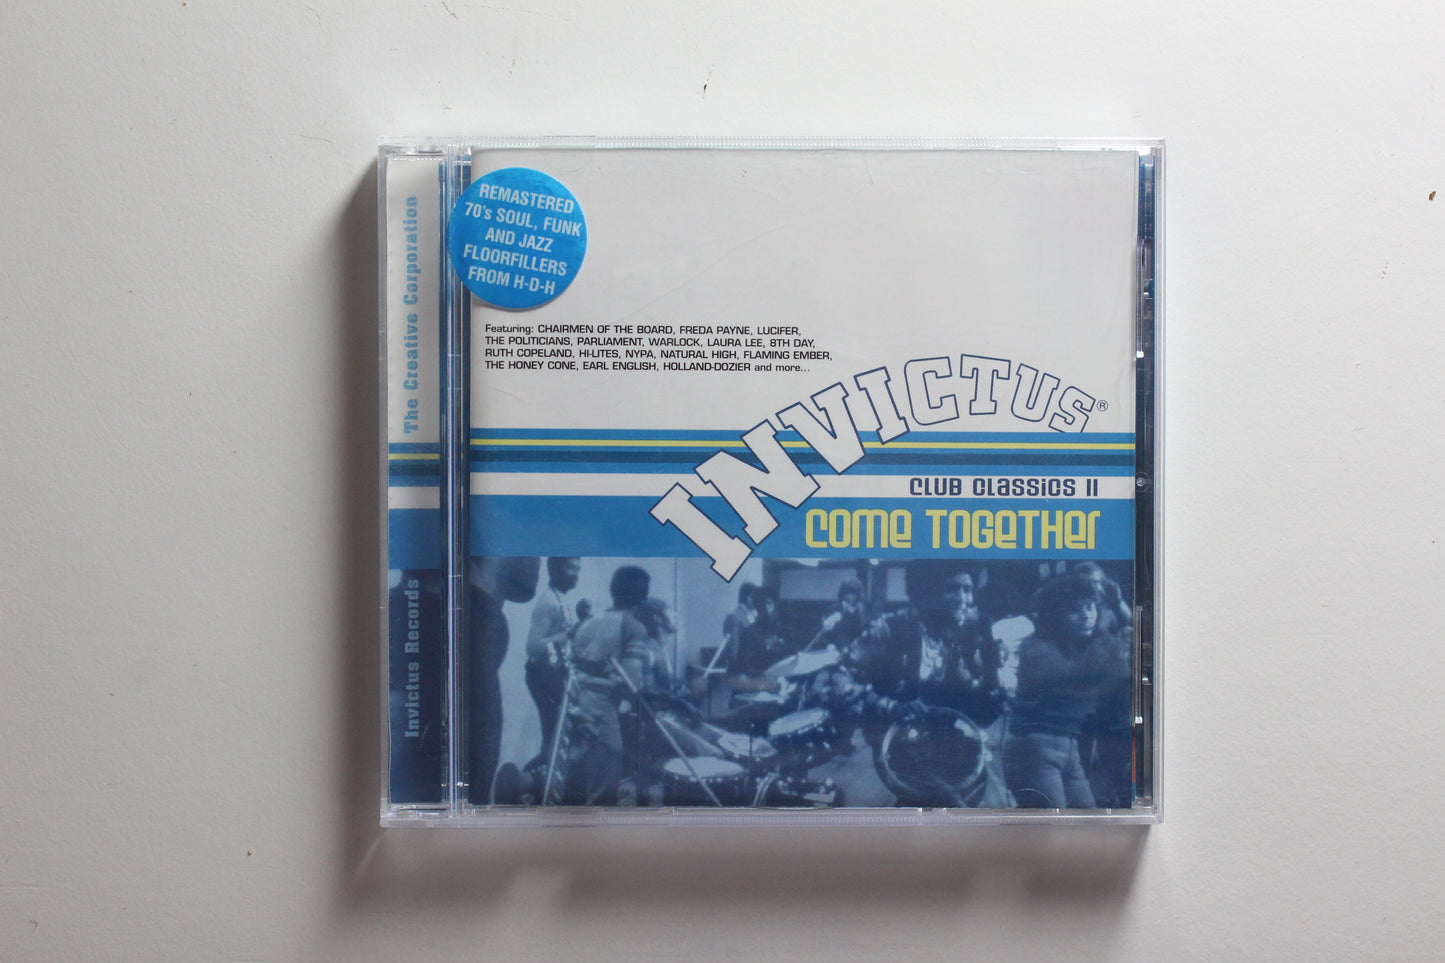 The Creative Corporation
Invictus Records
REMASTERED
70's SOUL, FUNK
AND JAZZ
FLOORFILLERS
FROM H-D-H
Featuring: CHAIRMEN OF THE BOARD, FREDA PAYNE, LUCIFER,
THE POLITICIANS, PARLIAMENT, WARLOCK, LAURA LEE, 8TH DAY,
RUTH COPELAND, HI-LITES, NYPA, NATURAL HIGH, FLAMING EMBER,
THE HONEY CONE, EARL ENGLISH, HOLLAND-DOZIER and more...
INVICTUS®
CLUB CLASSICS II
COME TOGETHER